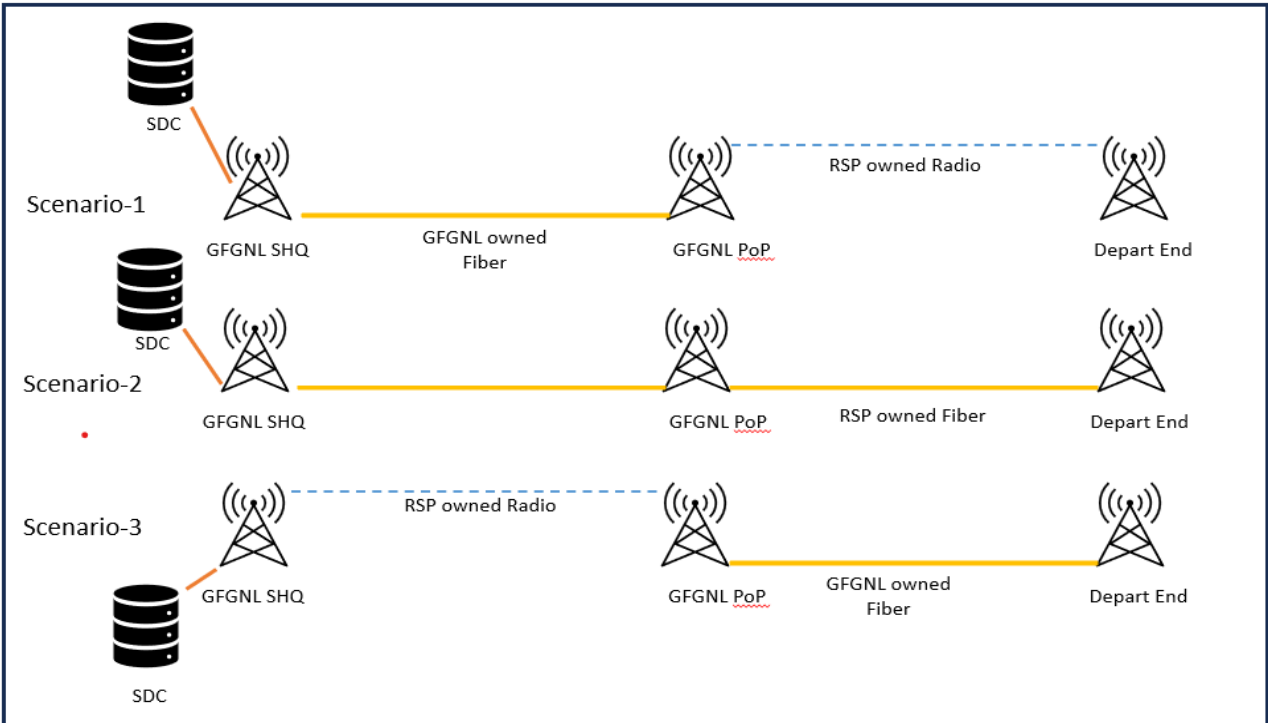 SDC
RSP owned Radio
Scenario-1
GFGNL SHQ
GFGNL owned
Fiber
GFGNL PoP
Depart End
SDC
Scenario-2
GFGNL SHQ
GFGNL PoP
RSP owned Fiber
Depart End
Scenario-3
RSP owned Radio
GFGNL SHQ
GFGNL PoP
GFGNL owned
Fiber
Depart End
SDC